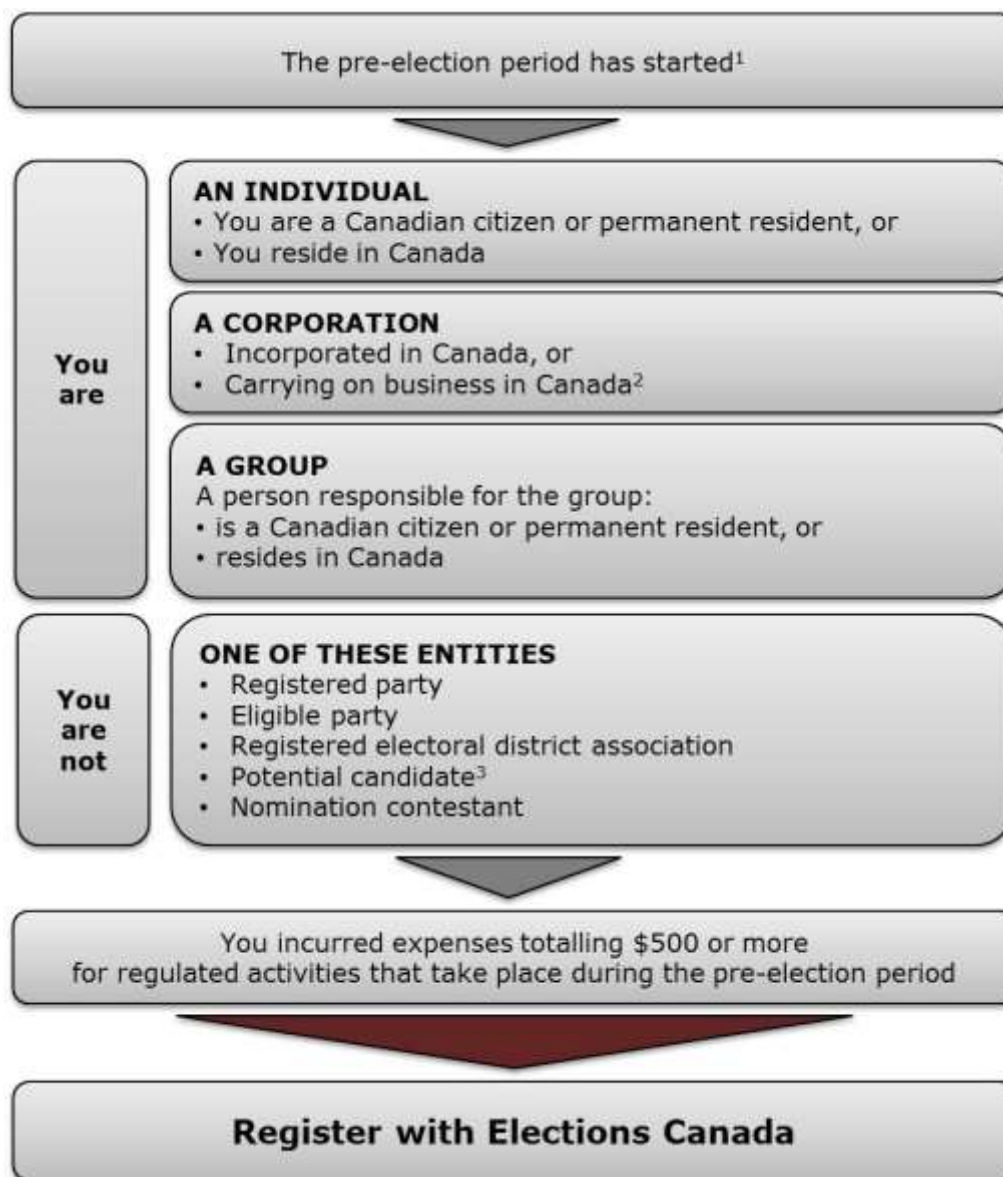 The pre-election period has started¹
You
are
AN INDIVIDUAL
• You are a Canadian citizen or permanent resident, or
• You reside in Canada
A CORPORATION
• Incorporated in Canada, or
• Carrying on business in Canada²
A GROUP
A person responsible for the group:
• is a Canadian citizen or permanent resident, or
• resides in Canada
You
are
not
ONE OF THESE ENTITIES
• Registered party
• Eligible party
• Registered electoral district association
• Potential candidate³
• Nomination contestant
You incurred expenses totalling $500 or more
for regulated activities that take place during the pre-election period
Register with Elections Canada